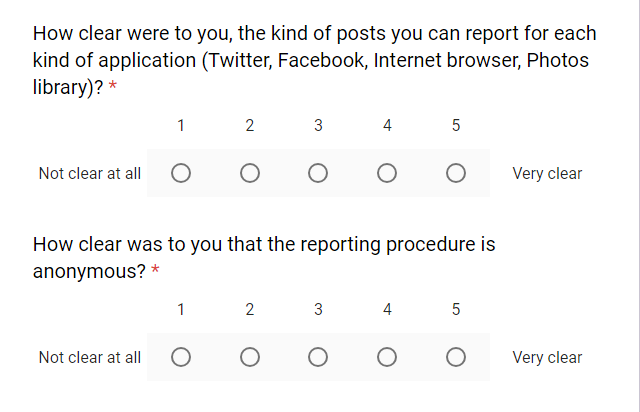 How clear were to you, the kind of posts you can report for each
kind of application (Twitter, Facebook, Internet browser, Photos
library)? *
1 2 3 4 5
Not clear at all Very clear
How clear was to you that the reporting procedure is
anonymous? *
1 2 3 4 5
Not clear at all Very clear